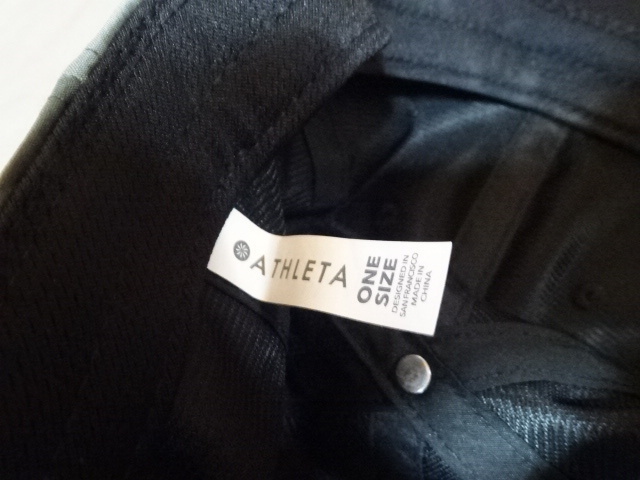 ATHLETA
ONE
SIZE
DESIGNED IN
SAN FRANCISCO
MADE IN
CHINA